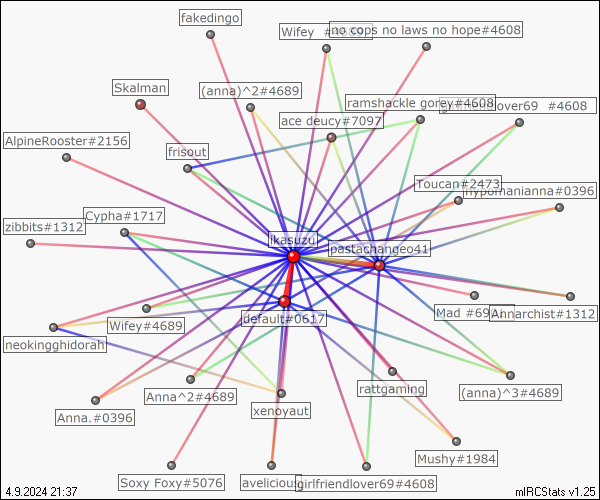 fakedingo
Wifey #4689
no cops no laws no hope#4608
Skalman
(anna)^2#4689
ramshackle gorey#4608
girlfriendlover69 #4608
ace deucy#7097
AlpineRooster#2156
frisout
Toucan#2473
hypomanianna#0396
zibbits#1312
Cypha#1717
ikasuzu
pastachangeo41
default#0617
Mad #69
Annarchist#1312
Wifey#4689
neokingghidorah
Anna^2#4689
rattgaming
(anna)^3#4689
Anna.#0396
xenoyaut
Mushy#1984
Soxy Foxy#5076
avelicious
girlfriendlover69#4608
4.9.2024 21:37
mIRCStats v1.25